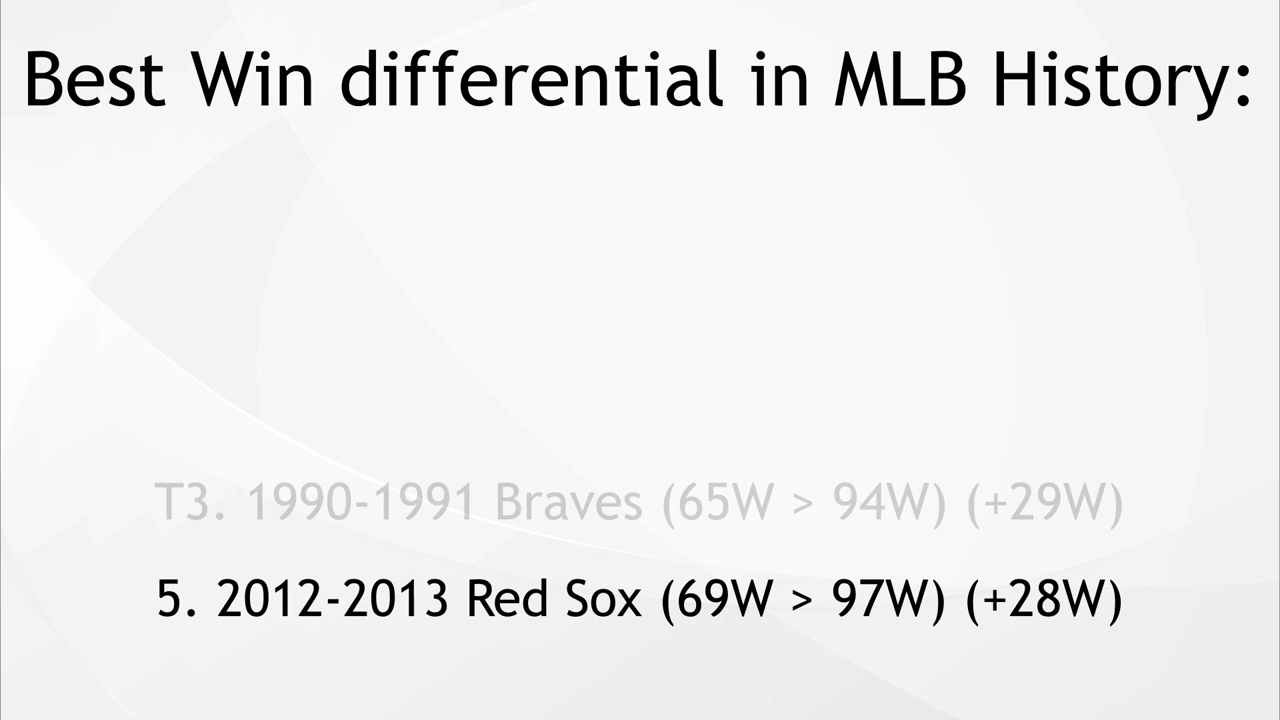 Best Win differential in MLB History:
T3. 1990-1991 Braves (65W > 94W) (+29W)
5. 2012-2013 Red Sox (69W > 97W) (+28W)